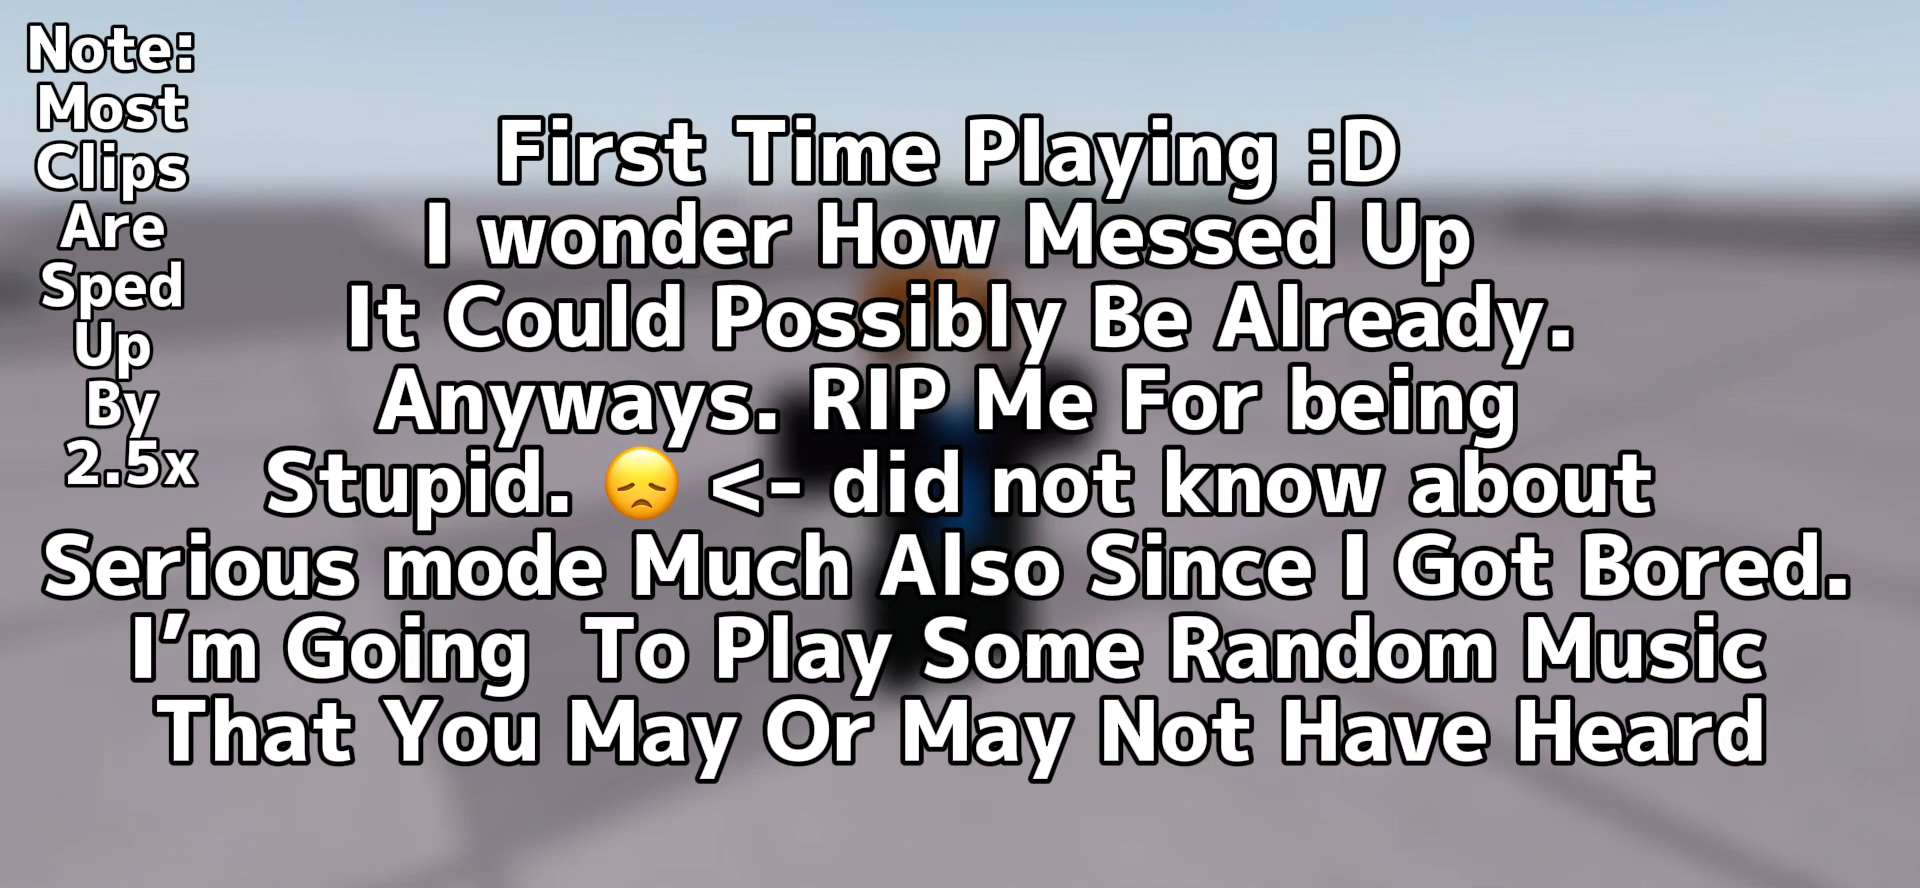 Note:
Most
Clips
Are
Sped
Up
By
2.5x
First Time Playing :D
I wonder How Messed Up
It Could Possibly Be Already.
Anyways. RIP Me For being
Stupid. 😞 <- did not know about
Serious mode Much Also Since I Got Bored.
I’m Going  To Play Some Random Music
That You May Or May Not Have Heard